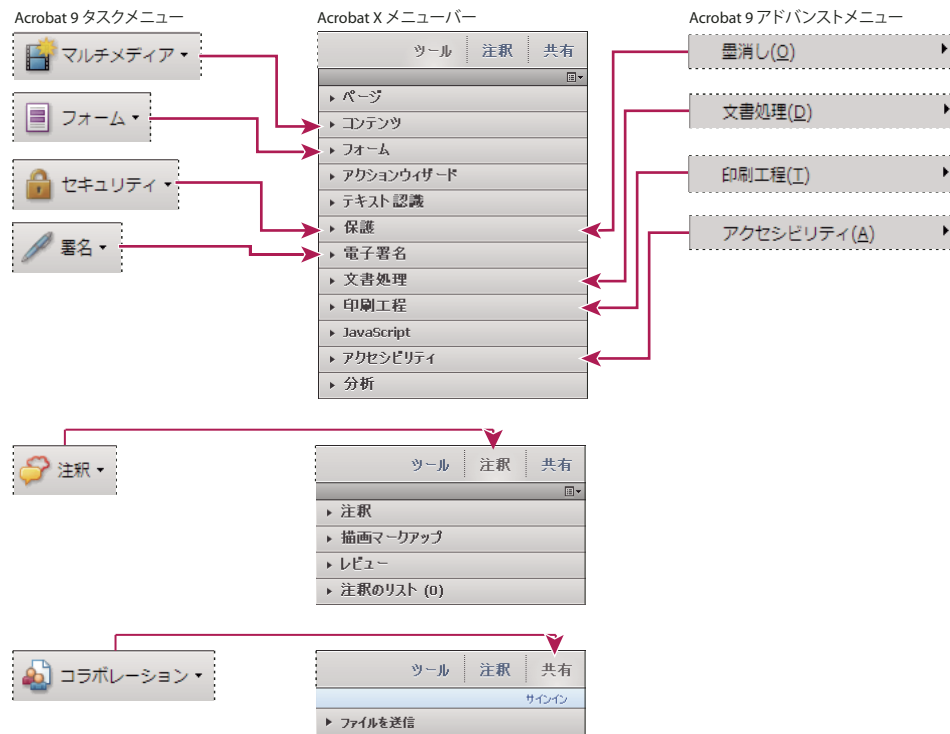 Acrobat 9 タスクメニュー
マルチメディア
フォーム
セキュリティ
署名
Acrobat X メニューバー
ツール 注釈 共有
ページ
コンテンツ
フォーム
アクションウィザード
テキスト認識
保護
電子署名
文書処理
印刷工程
JavaScript
アクセシビリティ
分析
Acrobat 9 アドバンストメニュー
墨消し(O)
文書処理(D)
印刷工程(T)
アクセシビリティ(A)
注釈
ツール 注釈 共有
注釈
描画マークアップ
レビュー
注釈のリスト (0)
コラボレーション
ツール 注釈 共有
サインイン
ファイルを送信